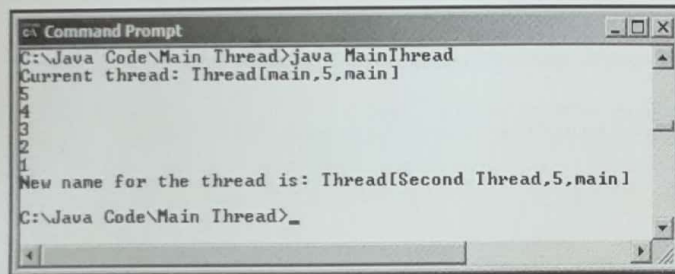 Command Prompt
C:\Java Code\Main Thread>java MainThread
Current thread: Thread[main,5,main]
5
4
3
2
1
New name for the thread is: Thread[Second Thread,5,main]
C:\Java Code\Main Thread>_